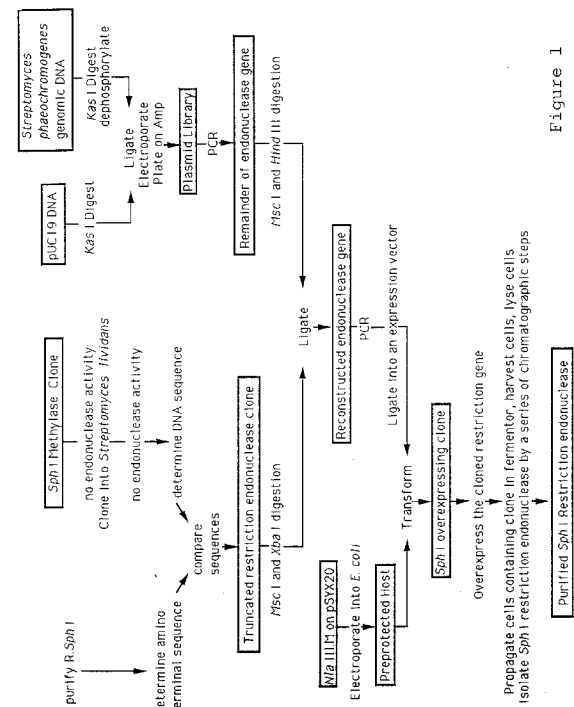 purify R.SphI
etermine amino
erminal sequence
Sph I Methylase Clone
no endonuclease activity:
Clone Into Streptomyces lividans
no endonuclease activity
determine DNA sequence
compare
sequences
Truncated restriction endonuclease clone
Msc I and Xba I digestion
pUC19 DNA
Kas I Digest
Streptomyces
phaeochromogenes
genomic DNA
Kas I Digest
dephosphorylate
Ligate
Electroporate
Plate on Amp
Plasmid Library
PCR
Remainder of endonuclease gene
Msc I and Hind III digestion
Ligate
Reconstructed endonuclease gene
PCR
Ligate into an expression vector
Nla III.M on pSYX20
Electroporate into E. coli
Preprotected Host
Transform
Sph I overexpressing clone
Overexpress the cloned restriction gene
Propagate cells containing clone in fermentor, harvest cells, lyse cells
Isolate Sph I restriction endonuclease by a series of chromatographic steps
Purified Sph I Restriction endonuclease
Figure 1